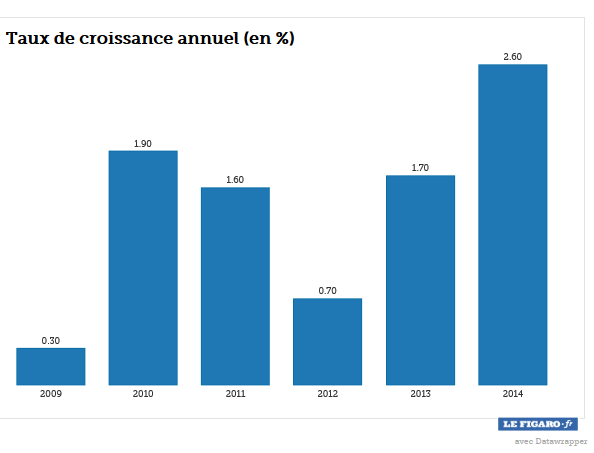 Taux de croissance annuel (en %)
2.60
1.90
1.70
1.60
0.70
0.30
2009 2010 2011 2012 2013 2014
LE FIGARO.fr
avec Datawrapper